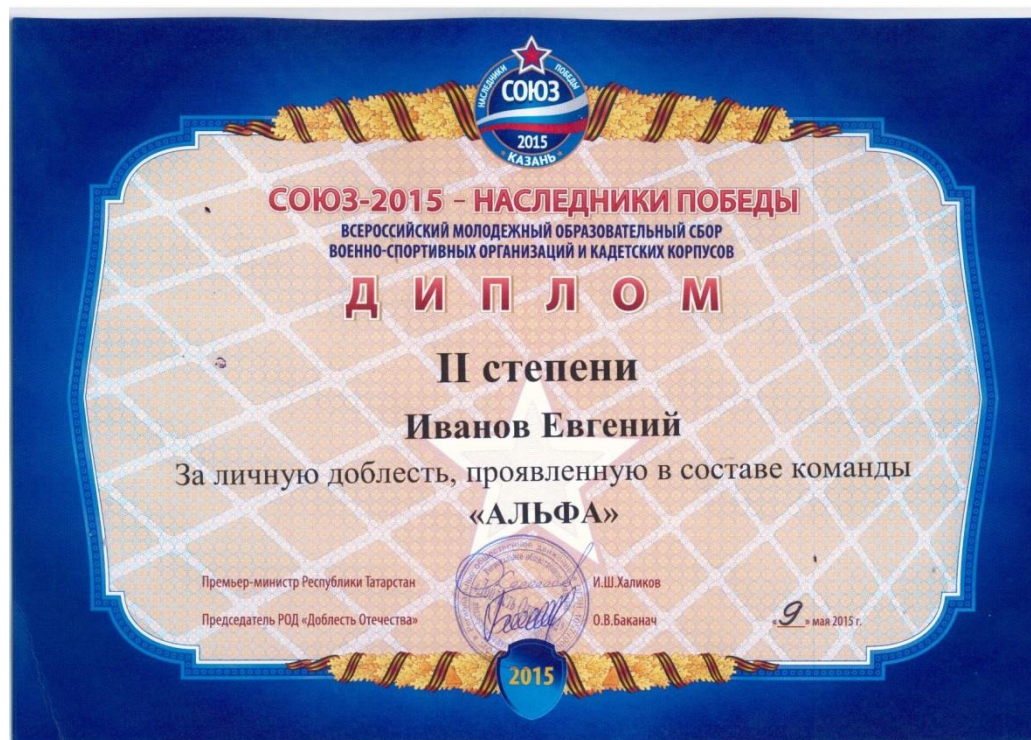 НАСЛЕДНИКИ ПОБЕДЫ
СОЮЗ
2015
КАЗАНЬ
СОЮЗ-2015 – НАСЛЕДНИКИ ПОБЕДЫ
ВСЕРОССИЙСКИЙ МОЛОДЕЖНЫЙ ОБРАЗОВАТЕЛЬНЫЙ СБОР
ВОЕННО-СПОРТИВНЫХ ОРГАНИЗАЦИЙ И КАДЕТСКИХ КОРПУСОВ
ДИПЛОМ
II степени
Иванов Евгений
За личную доблесть, проявленную в составе команды
«АЛЬФА»
Премьер-министр Республики Татарстан И.Ш.Халиков
Председатель РОД «Доблесть Отечества» О.В.Баканач «9» мая 2015 г.
2015